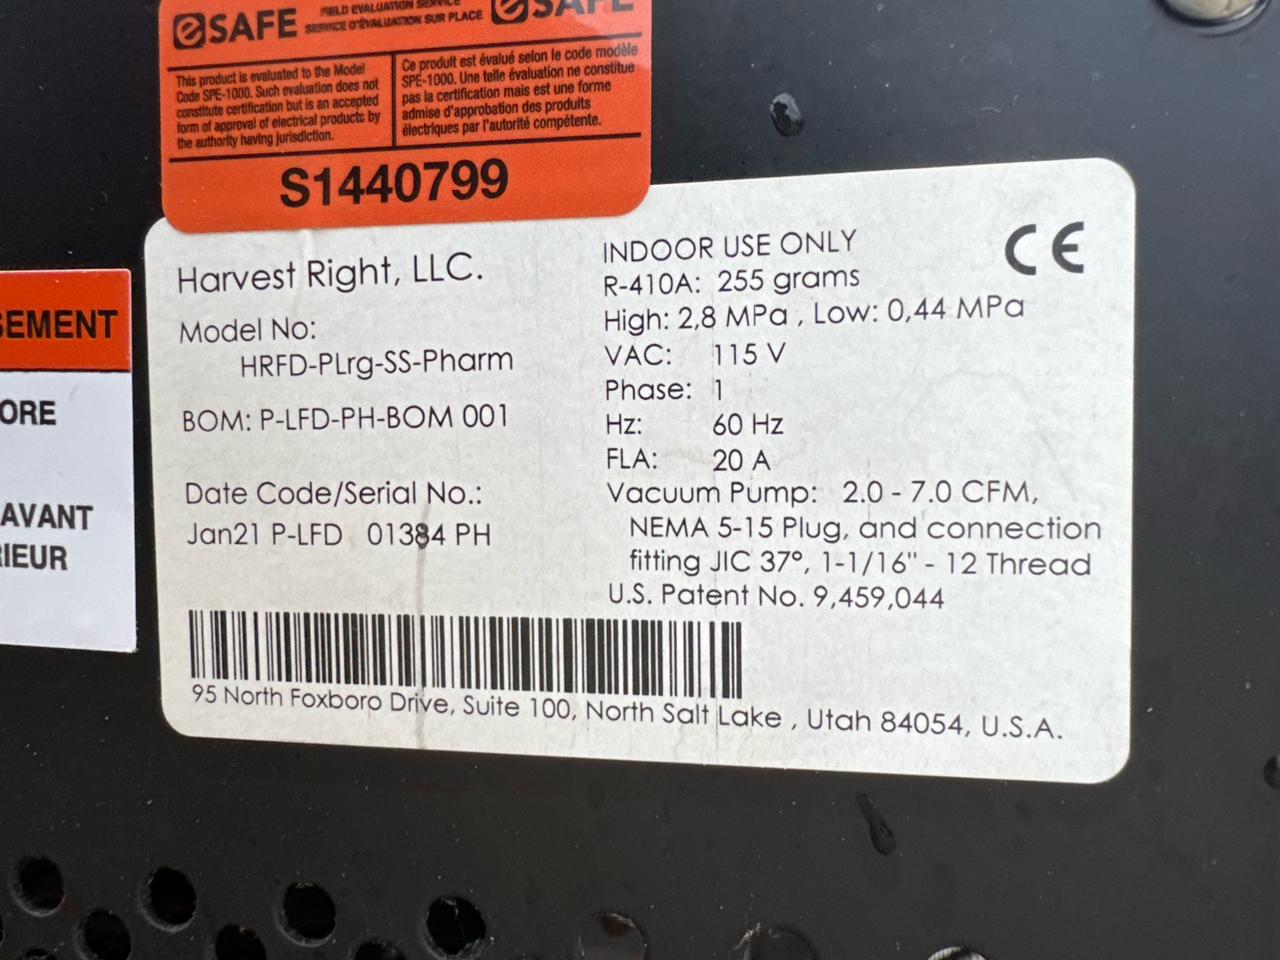 eSAFE FIELD EVALUATION SERVICE eSAFE
SERVICE D'ÉVALUATION SUR PLACE
This product is evaluated to the Model
Code SPE-1000. Such evaluation does not
constitute certification but is an accepted
form of approval of electrical products by
the authority having jurisdiction.
Ce produit est évalué selon le code modèle
SPE-1000. Une telle évaluation ne constitue
pas la certification mais est une forme
admise d'approbation des produits
électriques par l'autorité compétente.
S1440799
SEMENT
ORE
AVANT
RIEUR
Harvest Right, LLC.
Model No:
HRFD-PLrg-SS-Pharm
BOM: P-LFD-PH-BOM 001
Date Code/Serial No.:
Jan21 P-LFD 01384 PH
INDOOR USE ONLY
R-410A: 255 grams
High: 2,8 MPa , Low: 0,44 MPa
VAC: 115 V
Phase: 1
Hz: 60 Hz
FLA: 20 A
Vacuum Pump: 2.0 - 7.0 CFM,
NEMA 5-15 Plug, and connection
fitting JIC 37°, 1-1/16" - 12 Thread
U.S. Patent No. 9,459,044
CE
95 North Foxboro Drive, Suite 100, North Salt Lake , Utah 84054, U.S.A.